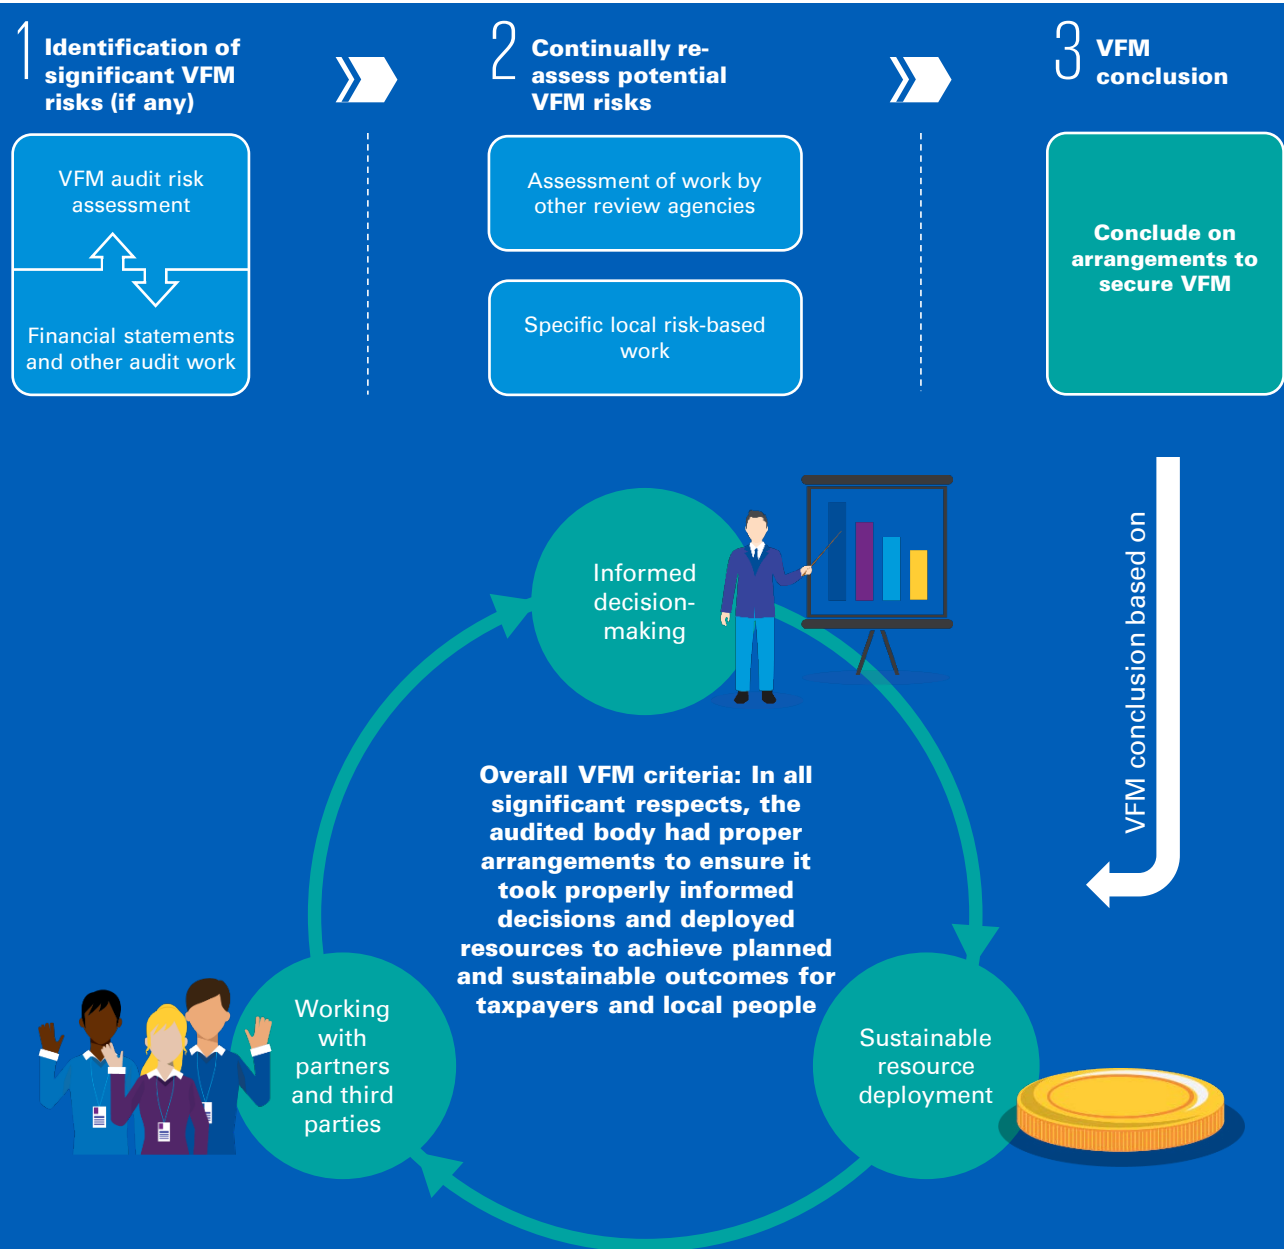 1
Identification of
significant VFM
risks (if any)
2
Continually re-
assess potential
VFM risks
3
VFM
conclusion
VFM audit risk
assessment
Financial statements
and other audit work
Assessment of work by
other review agencies
Specific local risk-based
work
Conclude on
arrangements to
secure VFM
VFM conclusion based on
Informed
decision-
making
Overall VFM criteria: In all
significant respects, the
audited body had proper
arrangements to ensure it
took properly informed
decisions and deployed
resources to achieve planned
and sustainable outcomes for
taxpayers and local people
Working
with
partners
and third
parties
Sustainable
resource
deployment